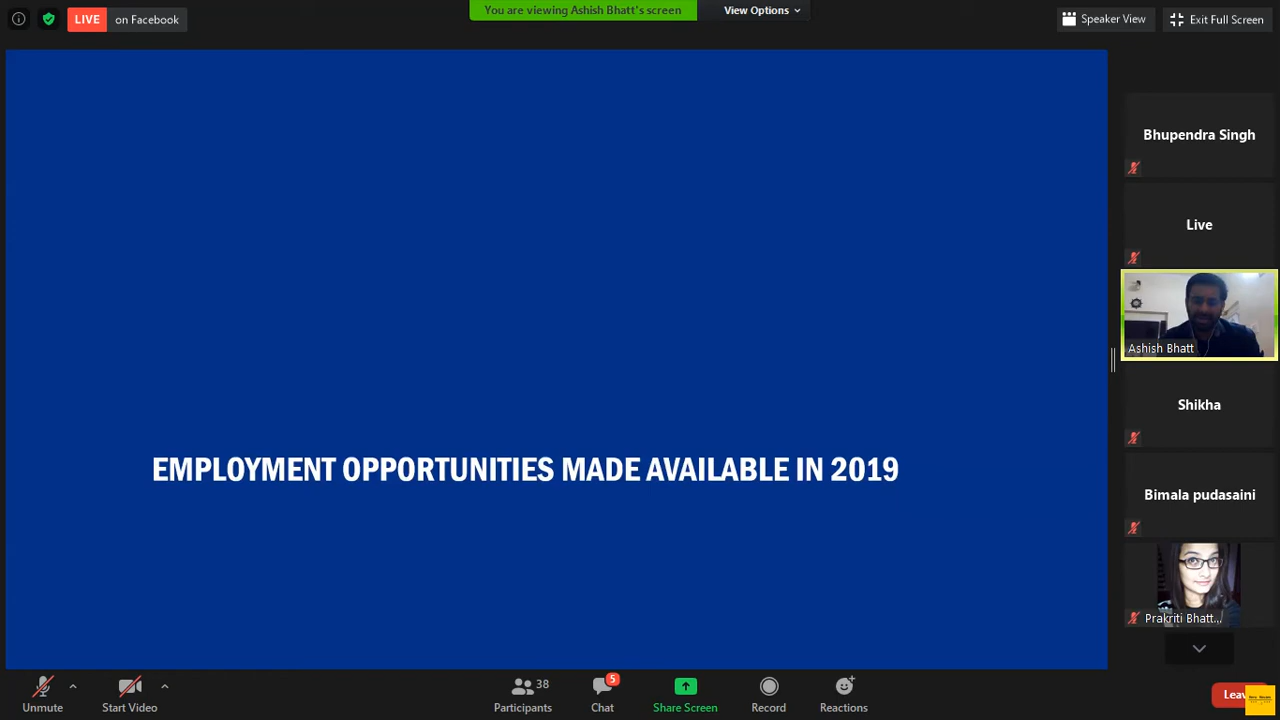 LIVE on Facebook
You are viewing Ashish Bhatt's screen
View Options
Speaker View
Exit Full Screen
Bhupendra Singh
Live
Ashish Bhatt
Shikha
Bimala pudasaini
Prakriti Bhatt...
EMPLOYMENT OPPORTUNITIES MADE AVAILABLE IN 2019
Unmute
Start Video
38
Participants
5
Chat
Share Screen
Record
Reactions